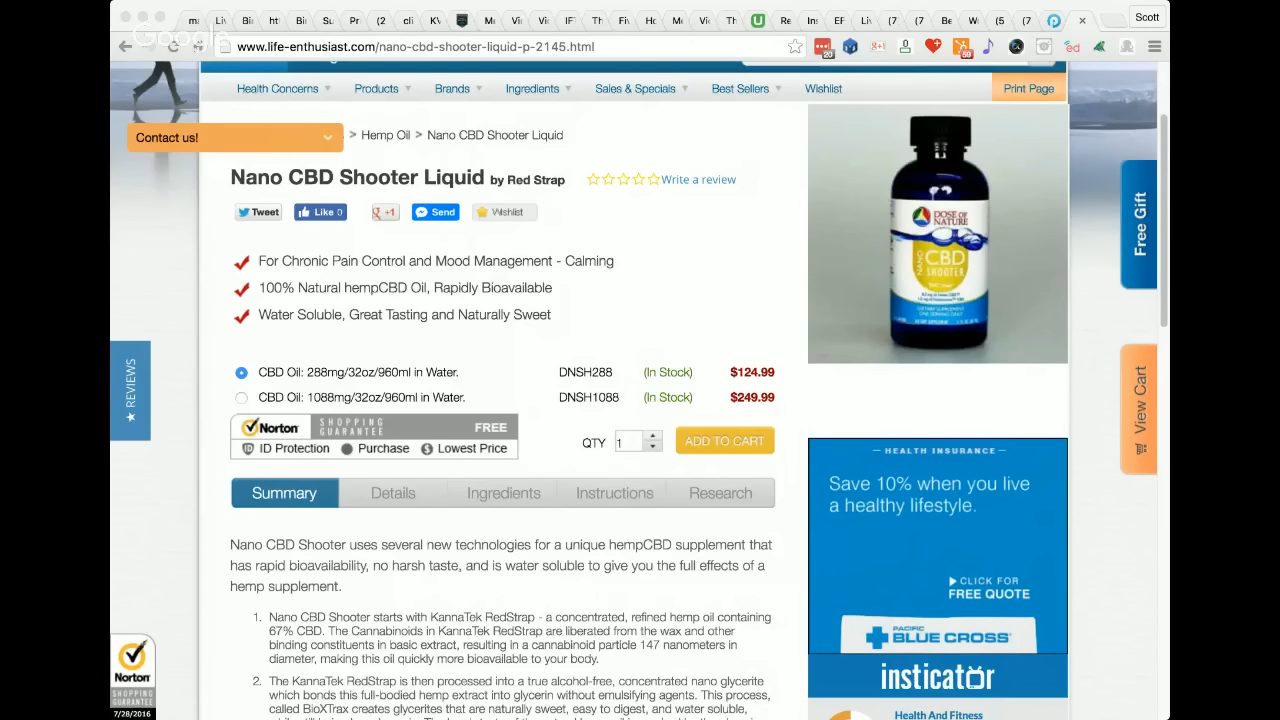 Scott
www.life-enthusiast.com/nano-cbd-shooter-liquid-p-2145.html
Health Concerns Products Brands Ingredients Sales & Specials Best Sellers Wishlist Print Page
Contact us!
> Hemp Oil > Nano CBD Shooter Liquid
Nano CBD Shooter Liquid by Red Strap Write a review
Tweet Like 0 +1 Send Wishlist
For Chronic Pain Control and Mood Management - Calming
100% Natural hempCBD Oil, Rapidly Bioavailable
Water Soluble, Great Tasting and Naturally Sweet
CBD Oil: 288mg/32oz/960ml in Water. DNSH288 (In Stock) $124.99
CBD Oil: 1088mg/32oz/960ml in Water. DNSH1088 (In Stock) $249.99
Norton SHOPPING GUARANTEE FREE
ID Protection Purchase Lowest Price
QTY 1 ADD TO CART
Summary Details Ingredients Instructions Research
Nano CBD Shooter uses several new technologies for a unique hempCBD supplement that
has rapid bioavailability, no harsh taste, and is water soluble to give you the full effects of a
hemp supplement.
1. Nano CBD Shooter starts with KannaTek RedStrap - a concentrated, refined hemp oil containing
67% CBD. The Cannabinoids in KannaTek RedStrap are liberated from the wax and other
binding constituents in basic extract, resulting in a cannabinoid particle 147 nanometers in
diameter, making this oil quickly more bioavailable to your body.
2. The KannaTek RedStrap is then processed into a true alcohol-free, concentrated nano glycerite
which bonds this full-bodied hemp extract into glycerin without emulsifying agents. This process,
called BioXTrax creates glycerites that are naturally sweet, easy to digest, and water soluble,
DOSE OF
NATURE
NANO
CBD
SHOOTER
HEALTH INSURANCE
Save 10% when you live
a healthy lifestyle.
CLICK FOR
FREE QUOTE
PACIFIC
BLUE CROSS
insticator
Health And Fitness
Free Gift
View Cart
REVIEWS
Norton
SHOPPING
GUARANTEE
7/28/2016